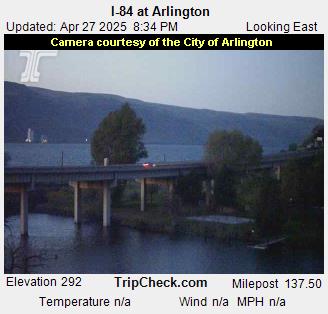 I-84 at Arlington
Updated: Apr 27 2025 8:34 PM Looking East
Camera courtesy of the City of Arlington
Elevation 292 TripCheck.com Milepost 137.50
Temperature n/a Wind n/a MPH n/a